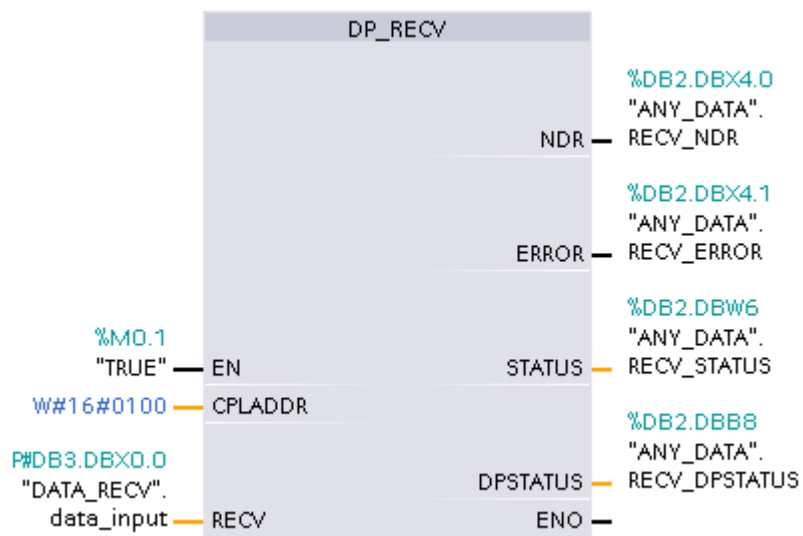 DP_RECV
%DB2.DBX4.0
"ANY_DATA".
NDR RECV_NDR
%DB2.DBX4.1
"ANY_DATA".
ERROR RECV_ERROR
%M0.1
"TRUE" EN
%DB2.DBW6
"ANY_DATA".
STATUS RECV_STATUS
W#16#0100 CPLADDR
%DB2.DBB8
"ANY_DATA".
DPSTATUS RECV_DPSTATUS
P#DB3.DBX0.0
"DATA_RECV".
data_input RECV
ENO